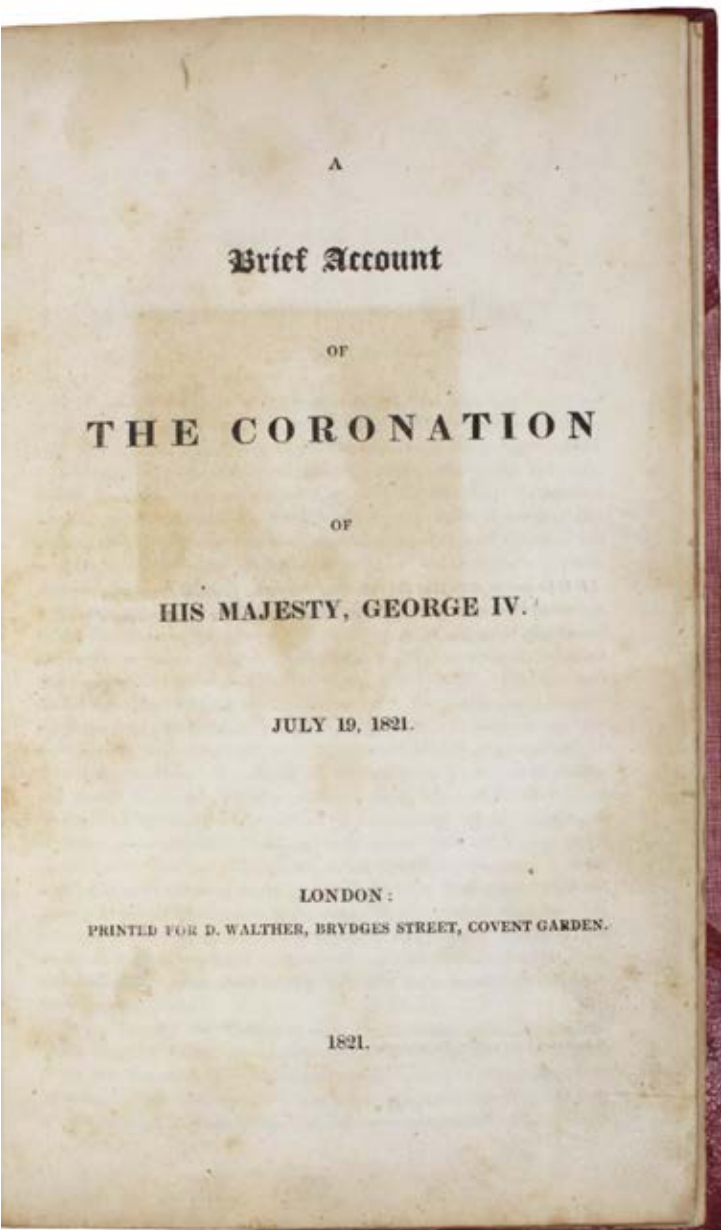 A
Brief Account
OF
THE CORONATION
OF
HIS MAJESTY, GEORGE IV.
JULY 19, 1821.
LONDON:
PRINTED FOR D. WALTHER, BRYDGES STREET, COVENT GARDEN.
1821.